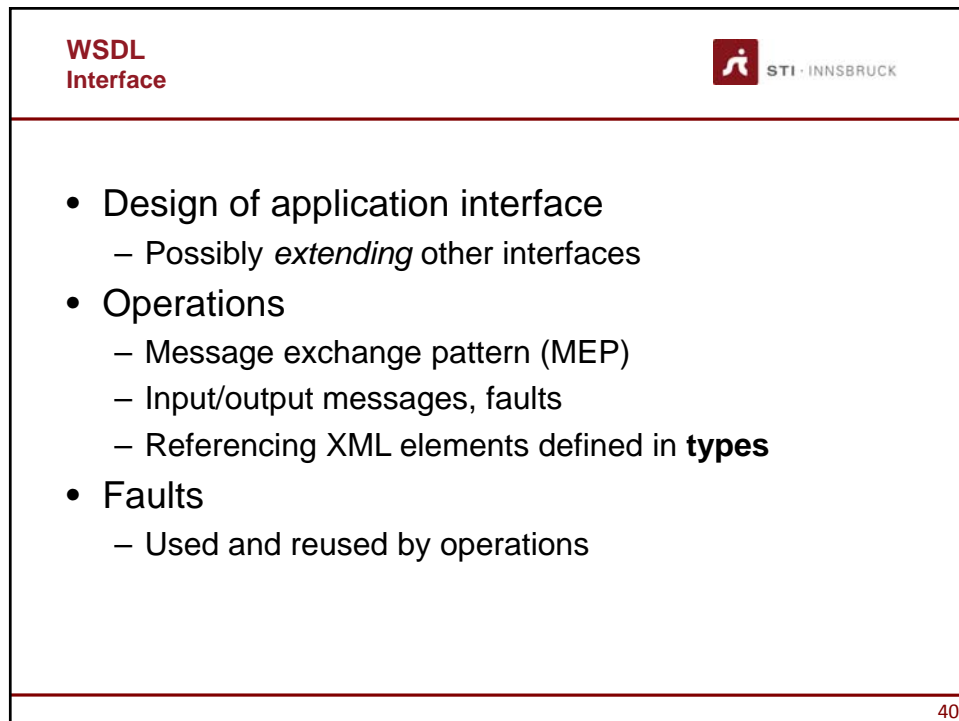 WSDL
Interface
STI · INNSBRUCK
• Design of application interface
– Possibly extending other interfaces
• Operations
– Message exchange pattern (MEP)
– Input/output messages, faults
– Referencing XML elements defined in types
• Faults
– Used and reused by operations
40